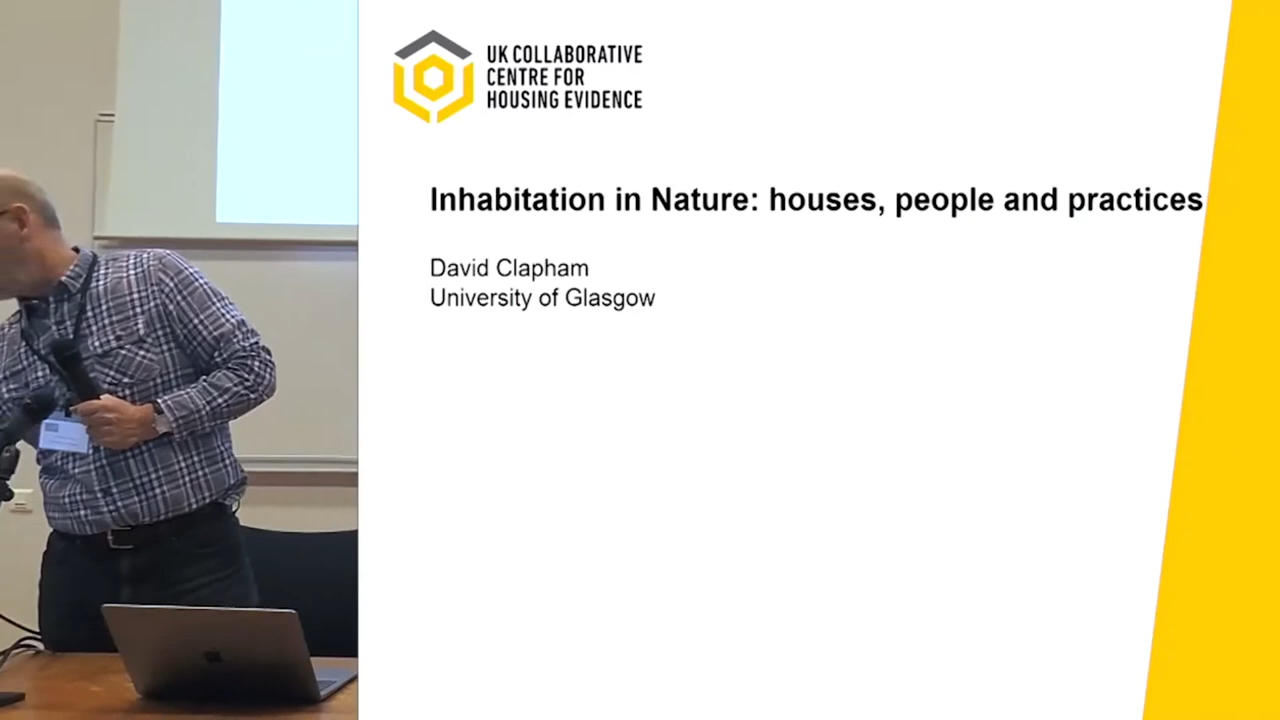 UK COLLABORATIVE
CENTRE FOR
HOUSING EVIDENCE
Inhabitation in Nature: houses, people and practices
David Clapham
University of Glasgow